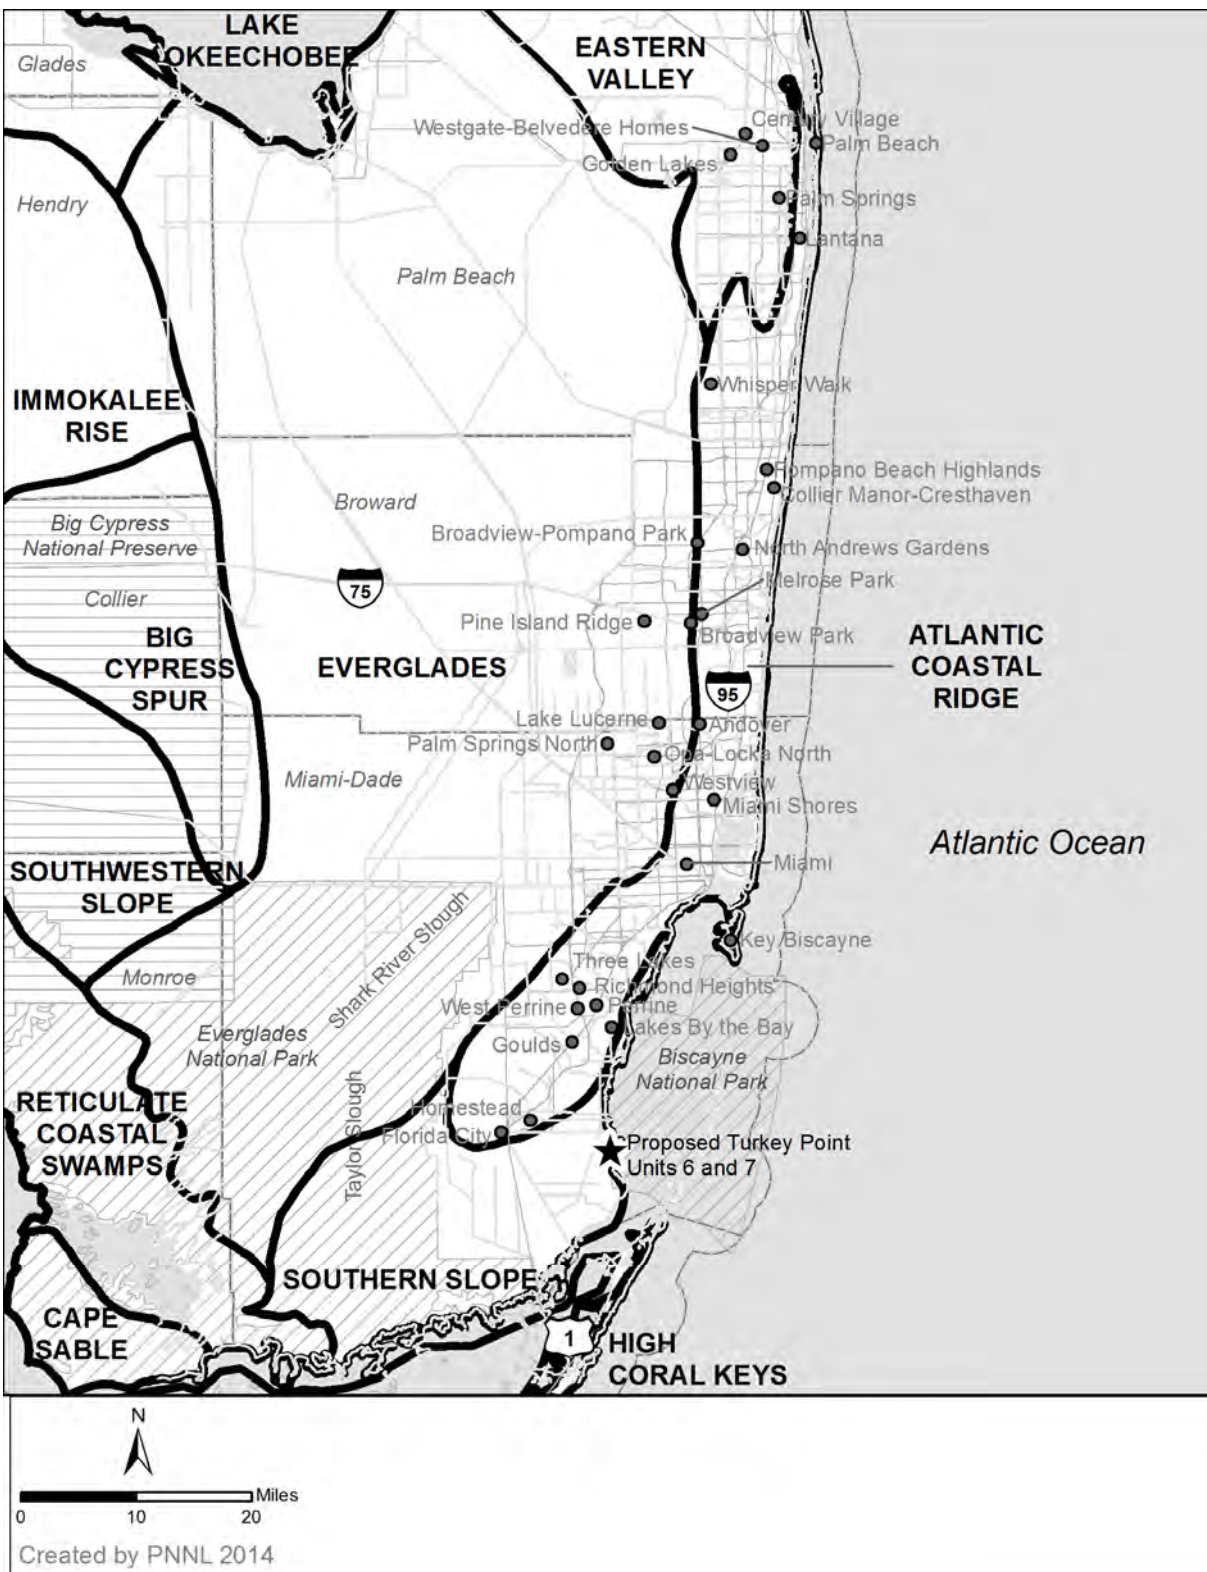 LAKE
OKEECHOBEE
Glades
EASTERN
VALLEY
Century Village
Westgate-Belvedere Homes
Palm Beach
Golden Lakes
Hendry
Palm Springs
Lantana
Palm Beach
Whisper Walk
IMMOKALEE
RISE
Pompano Beach Highlands
Collier Manor-Cresthaven
Broward
Big Cypress
National Preserve
Broadview-Pompano Park
North Andrews Gardens
Melrose Park
75
Collier
Pine Island Ridge
Broadview Park
BIG
CYPRESS
SPUR
EVERGLADES
ATLANTIC
COASTAL
RIDGE
95
Lake Lucerne
Andover
Palm Springs North
Opa-Locka North
Miami-Dade
Westview
Miami Shores
Atlantic Ocean
Miami
SOUTHWESTERN
SLOPE
Shark River Slough
Key Biscayne
Monroe
Three Lakes
Richmond Heights
West Perrine
Perrine
Lakes By the Bay
Everglades
National Park
Goulds
Biscayne
National Park
RETICULATE
COASTAL
SWAMPS
Taylor Slough
Homestead
Florida City
Proposed Turkey Point
Units 6 and 7
SOUTHERN SLOPE
CAPE
SABLE
1
HIGH
CORAL KEYS
N
Miles
0 10 20
Created by PNNL 2014